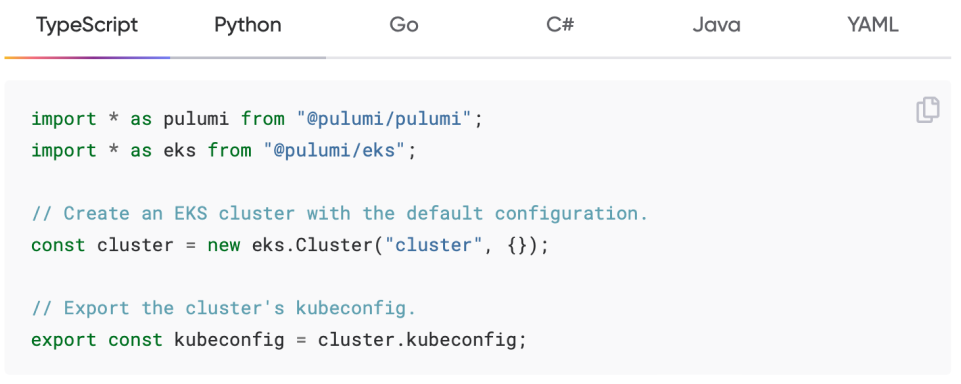 TypeScript Python Go C# Java YAML
import * as pulumi from "@pulumi/pulumi";
import * as eks from "@pulumi/eks";
// Create an EKS cluster with the default configuration.
const cluster = new eks.Cluster("cluster", {});
// Export the cluster's kubeconfig.
export const kubeconfig = cluster.kubeconfig;